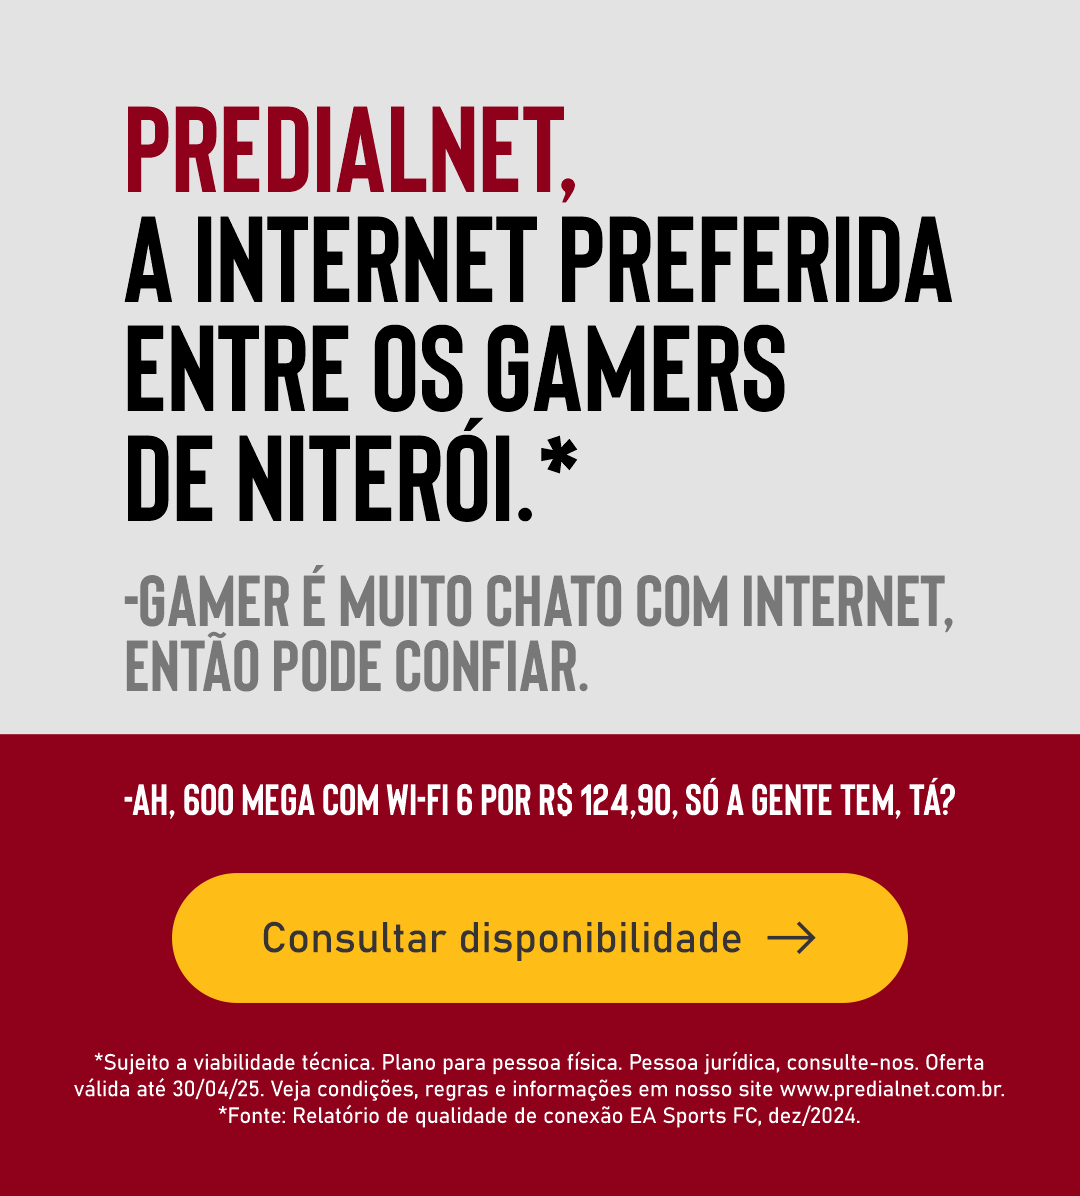 PREDIALNET,
A INTERNET PREFERIDA
ENTRE OS GAMERS
DE NITERÓI.*
-GAMER É MUITO CHATO COM INTERNET,
ENTÃO PODE CONFIAR.
-AH, 600 MEGA COM WI-FI 6 POR R$ 124,90, SÓ A GENTE TEM, TÁ?
Consultar disponibilidade →
*Sujeito a viabilidade técnica. Plano para pessoa física. Pessoa jurídica, consulte-nos. Oferta
válida até 30/04/25. Veja condições, regras e informações em nosso site www.predialnet.com.br.
*Fonte: Relatório de qualidade de conexão EA Sports FC, dez/2024.